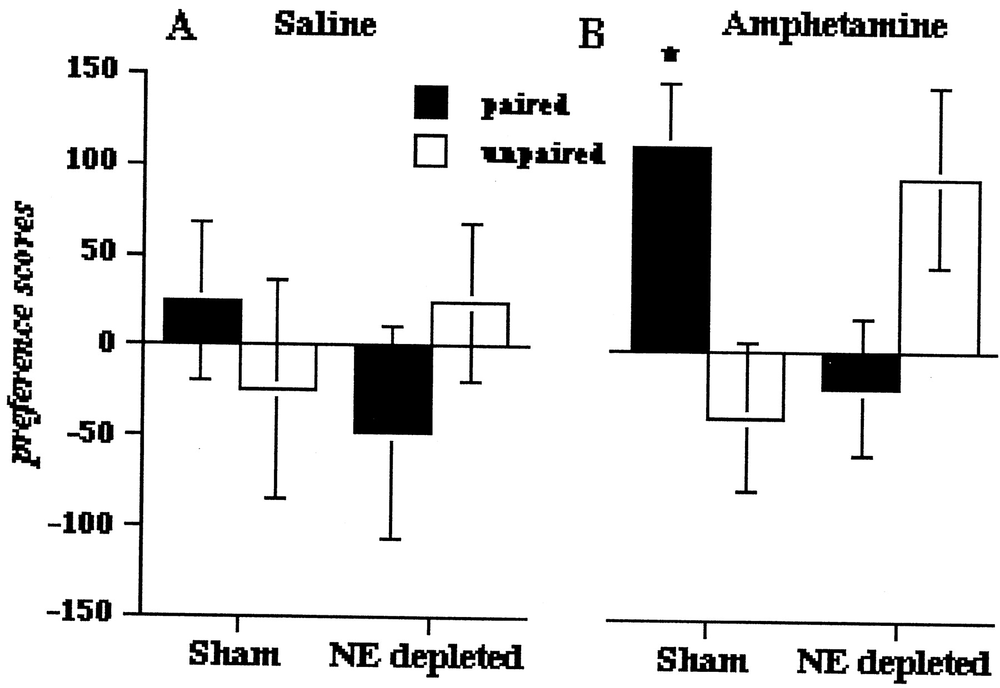 A Saline
B Amphetamine
*
150
paired
100
unpaired
50
0
-50
-100
-150
preference scores
Sham NE depleted
Sham NE depleted